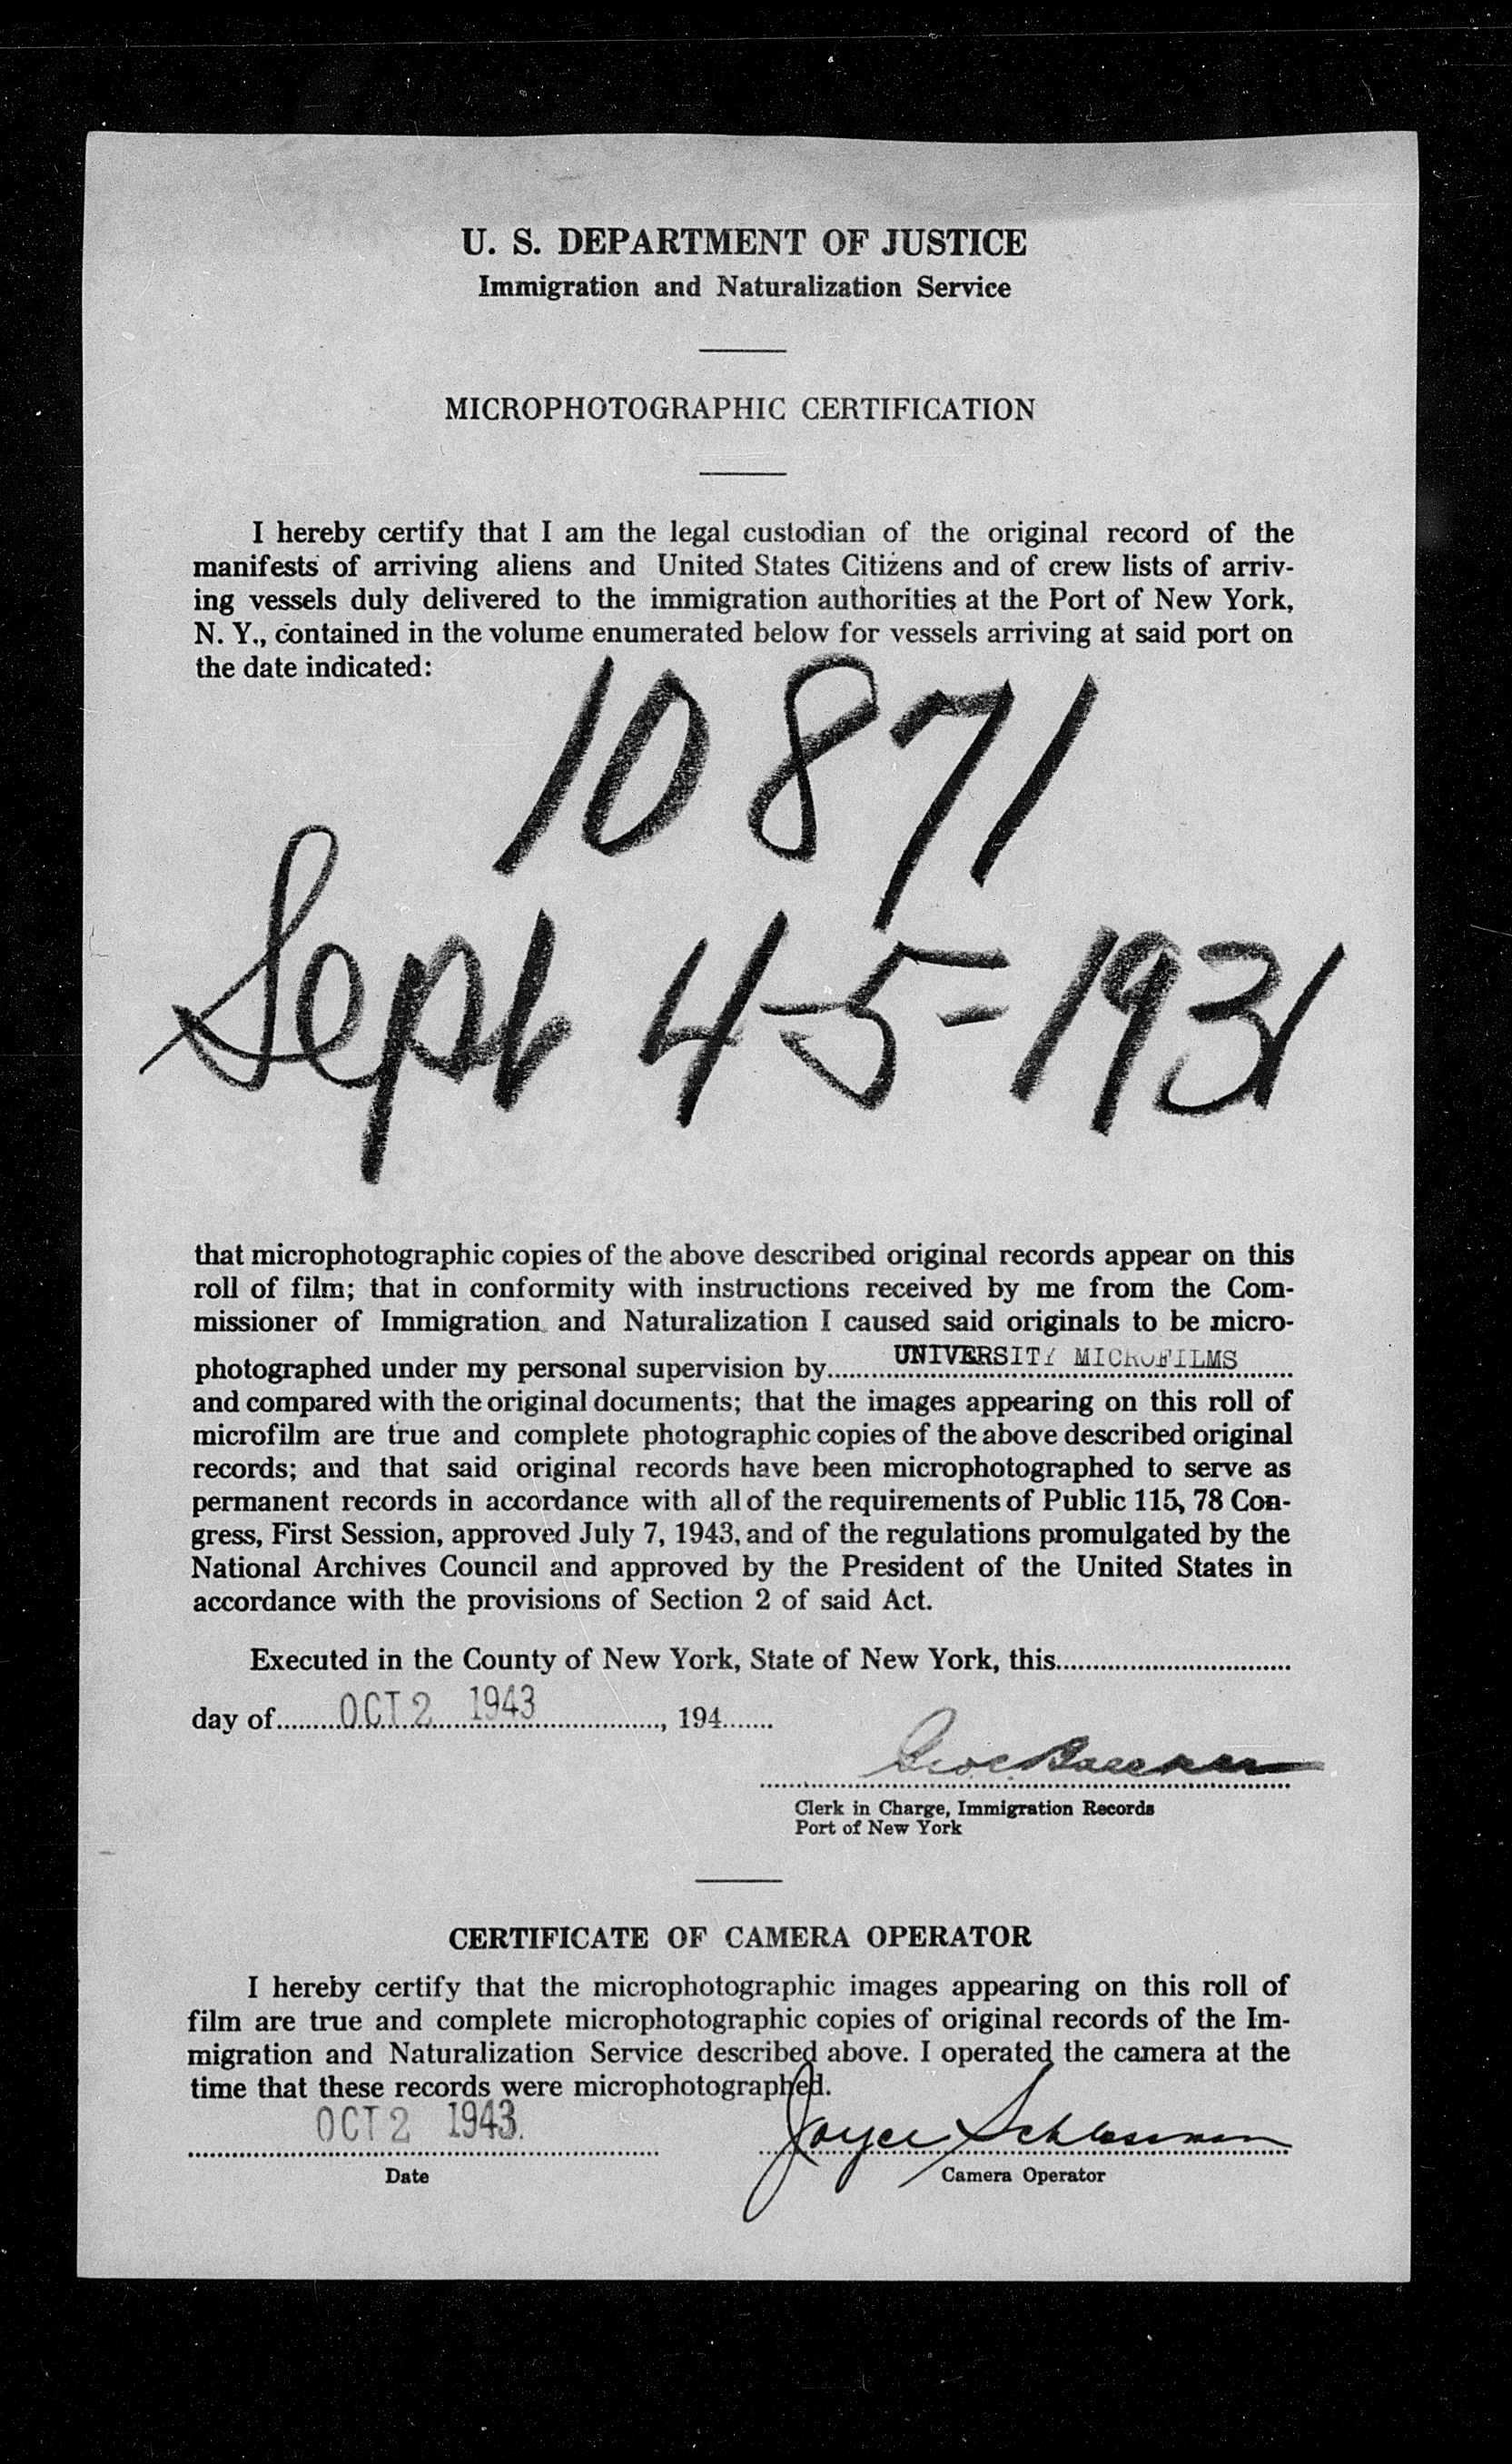 U. S. DEPARTMENT OF JUSTICE
Immigration and Naturalization Service
MICROPHOTOGRAPHIC CERTIFICATION
I hereby certify that I am the legal custodian of the original record of the
manifests of arriving aliens and United States Citizens and of crew lists of arriv-
ing vessels duly delivered to the immigration authorities at the Port of New York,
N. Y., contained in the volume enumerated below for vessels arriving at said port on
the date indicated:
10871
Sept 4-5-1931
that microphotographic copies of the above described original records appear on this
roll of film; that in conformity with instructions received by me from the Com-
missioner of Immigration and Naturalization I caused said originals to be micro-
photographed under my personal supervision by UNIVERSITY MICROFILMS
and compared with the original documents; that the images appearing on this roll of
microfilm are true and complete photographic copies of the above described original
records; and that said original records have been microphotographed to serve as
permanent records in accordance with all of the requirements of Public 115, 78 Con-
gress, First Session, approved July 7, 1943, and of the regulations promulgated by the
National Archives Council and approved by the President of the United States in
accordance with the provisions of Section 2 of said Act.
Executed in the County of New York, State of New York, this
day of OCT 2 1943, 194
Clerk in Charge, Immigration Records
Port of New York
CERTIFICATE OF CAMERA OPERATOR
I hereby certify that the microphotographic images appearing on this roll of
film are true and complete microphotographic copies of original records of the Im-
migration and Naturalization Service described above. I operated the camera at the
time that these records were microphotographed.
OCT 2 1943. Joyce
Date Camera Operator